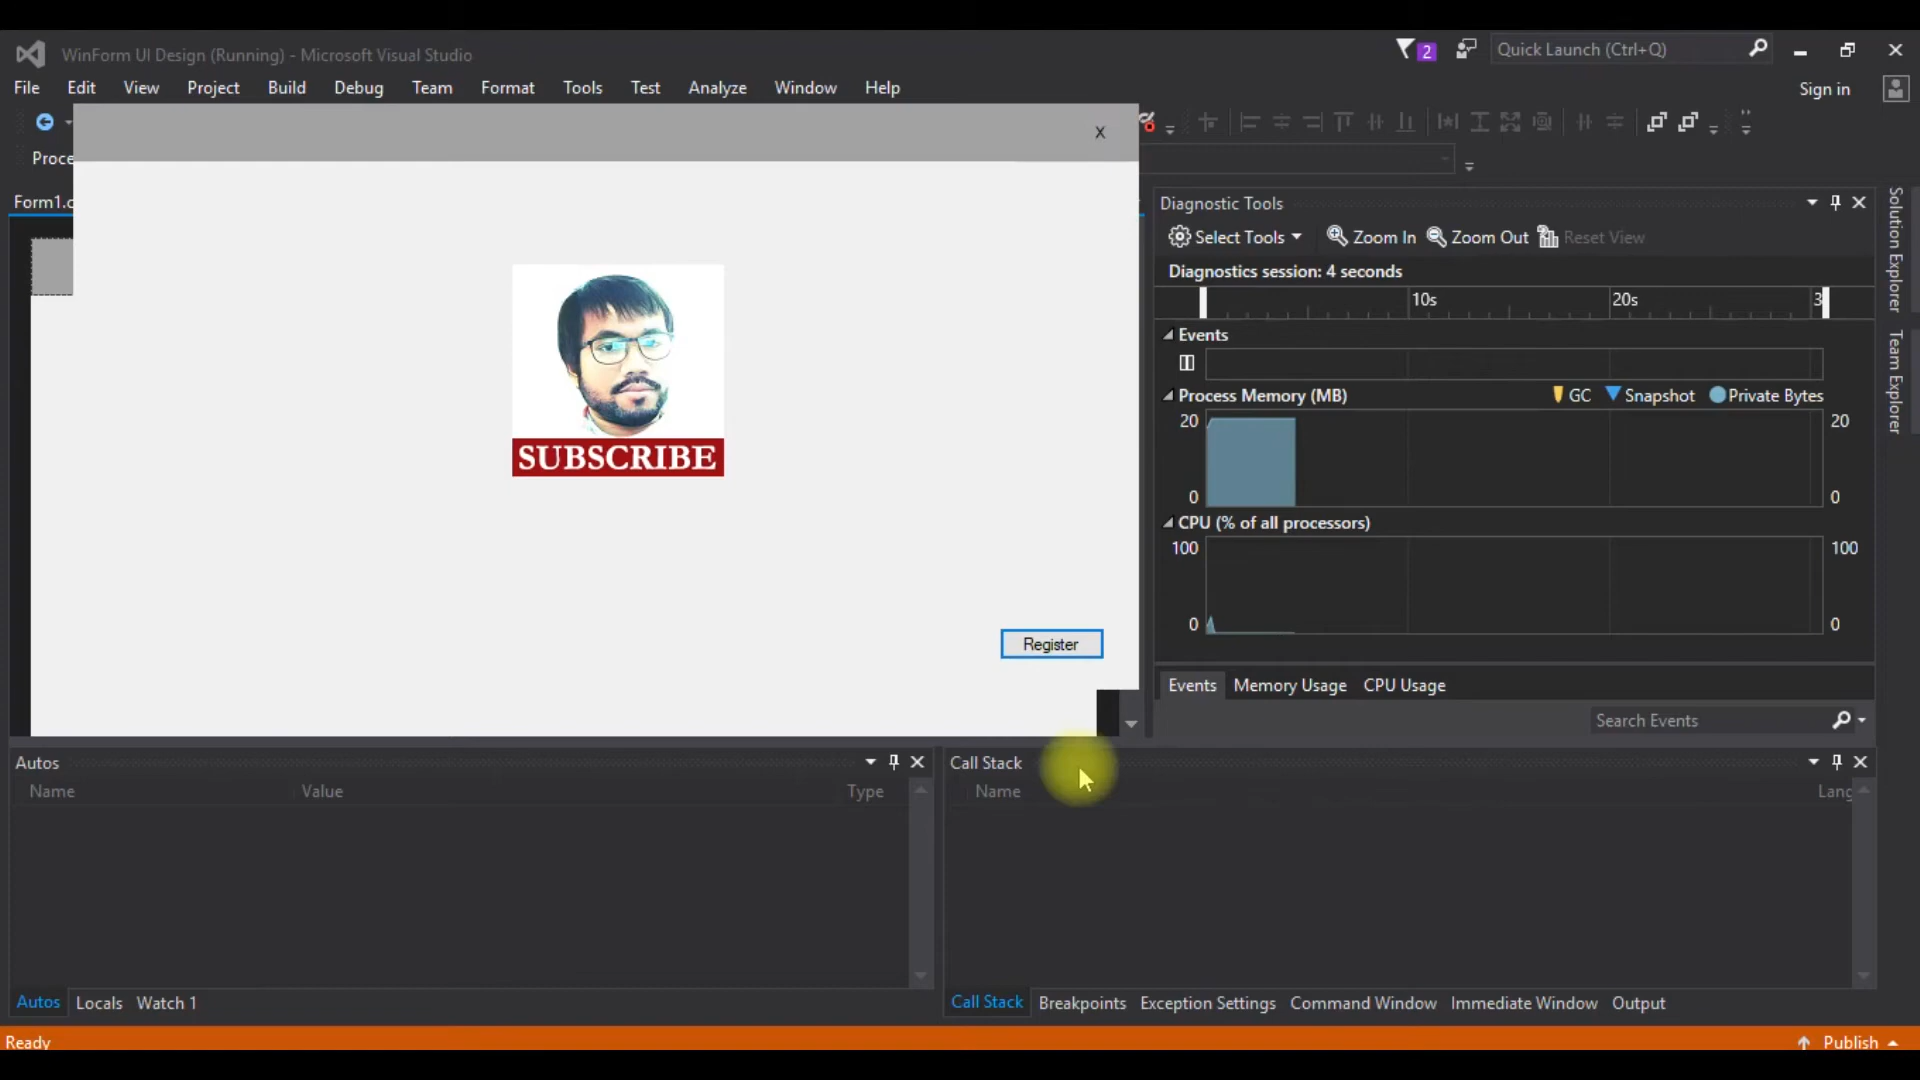 WinForm UI Design (Running) - Microsoft Visual Studio
2
Quick Launch (Ctrl+Q)
File Edit View Project Build Debug Team Format Tools Test Analyze Window Help
Sign in
X
Proce
Form1.c
SUBSCRIBE
Register
Diagnostic Tools
Select Tools Zoom In Zoom Out Reset View
Diagnostics session: 4 seconds
10s 20s 3
Events
Process Memory (MB) GC Snapshot Private Bytes
20 20
0 0
CPU (% of all processors)
100 100
0 0
Events Memory Usage CPU Usage
Search Events
Solution Explorer
Team Explorer
Autos
Name Value Type
Call Stack
Name Lang
Autos Locals Watch 1
Call Stack Breakpoints Exception Settings Command Window Immediate Window Output
Ready
Publish